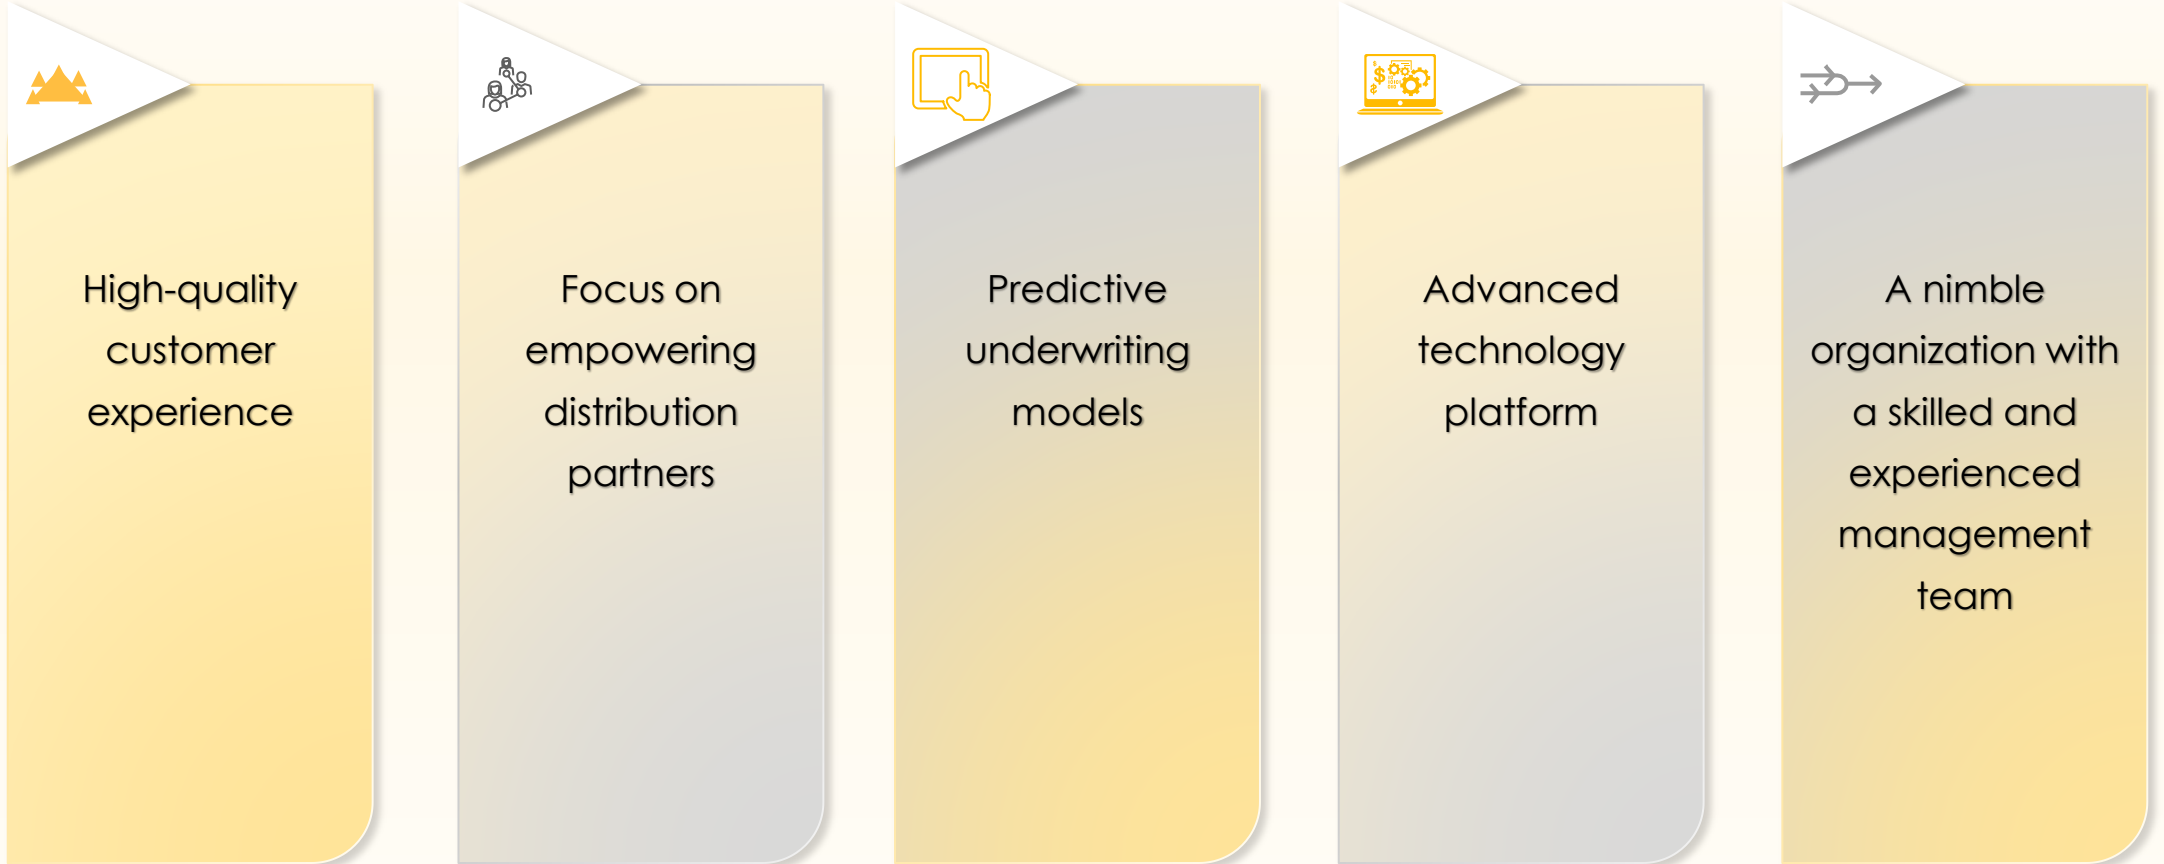 High-quality
customer
experience
Focus on
empowering
distribution
partners
Predictive
underwriting
models
Advanced
technology
platform
A nimble
organization with
a skilled and
experienced
management
team